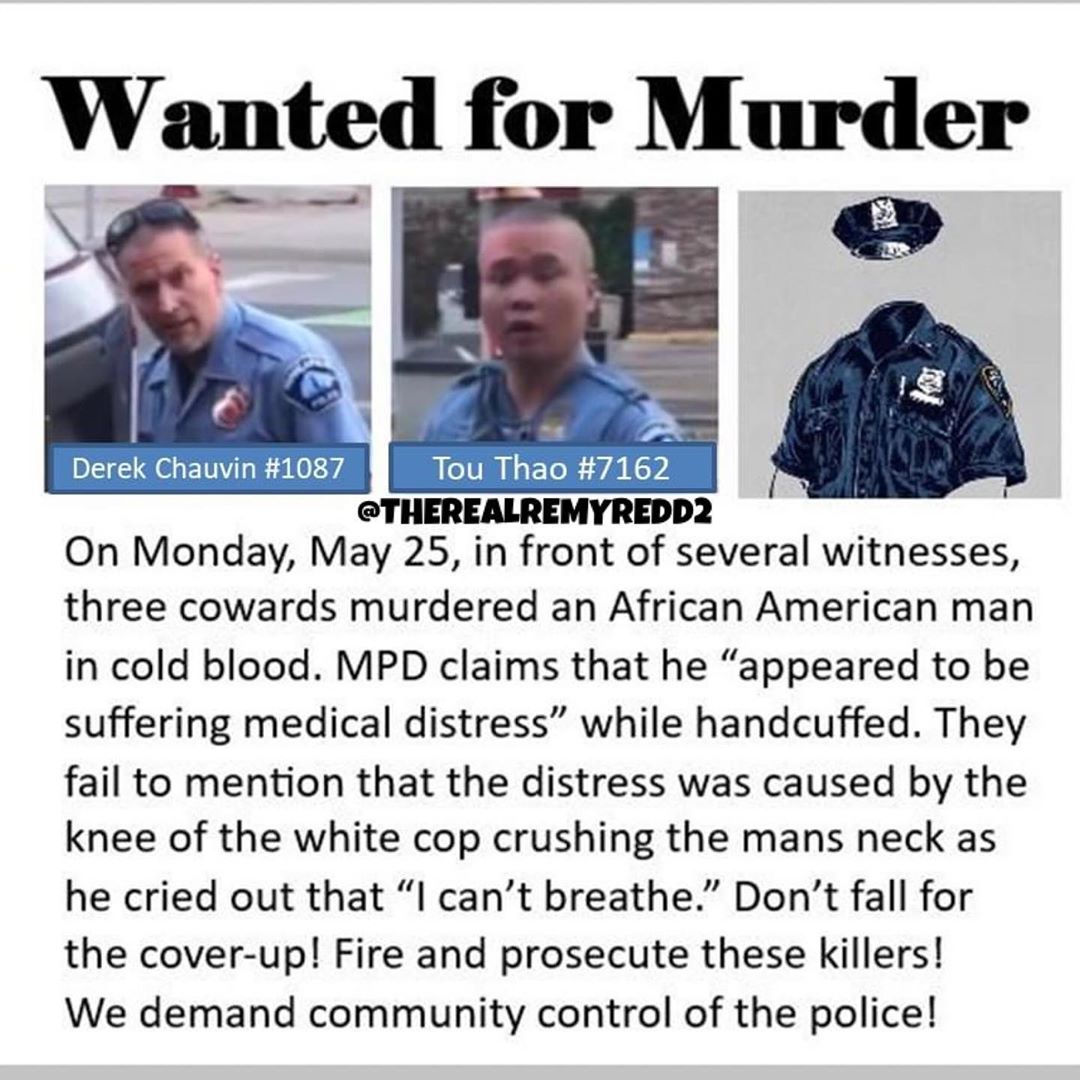 Wanted for Murder
Derek Chauvin #1087
Tou Thao #7162
@THEREALREMYREDD2
On Monday, May 25, in front of several witnesses,
three cowards murdered an African American man
in cold blood. MPD claims that he “appeared to be
suffering medical distress” while handcuffed. They
fail to mention that the distress was caused by the
knee of the white cop crushing the mans neck as
he cried out that “I can’t breathe.” Don’t fall for
the cover-up! Fire and prosecute these killers!
We demand community control of the police!